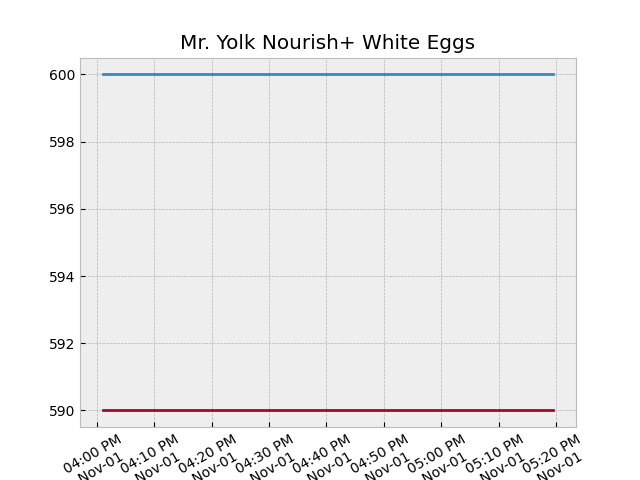 Mr. Yolk Nourish+ White Eggs
600
598
596
594
592
590
04:00 PM
Nov-01
04:10 PM
Nov-01
04:20 PM
Nov-01
04:30 PM
Nov-01
04:40 PM
Nov-01
04:50 PM
Nov-01
05:00 PM
Nov-01
05:10 PM
Nov-01
05:20 PM
Nov-01